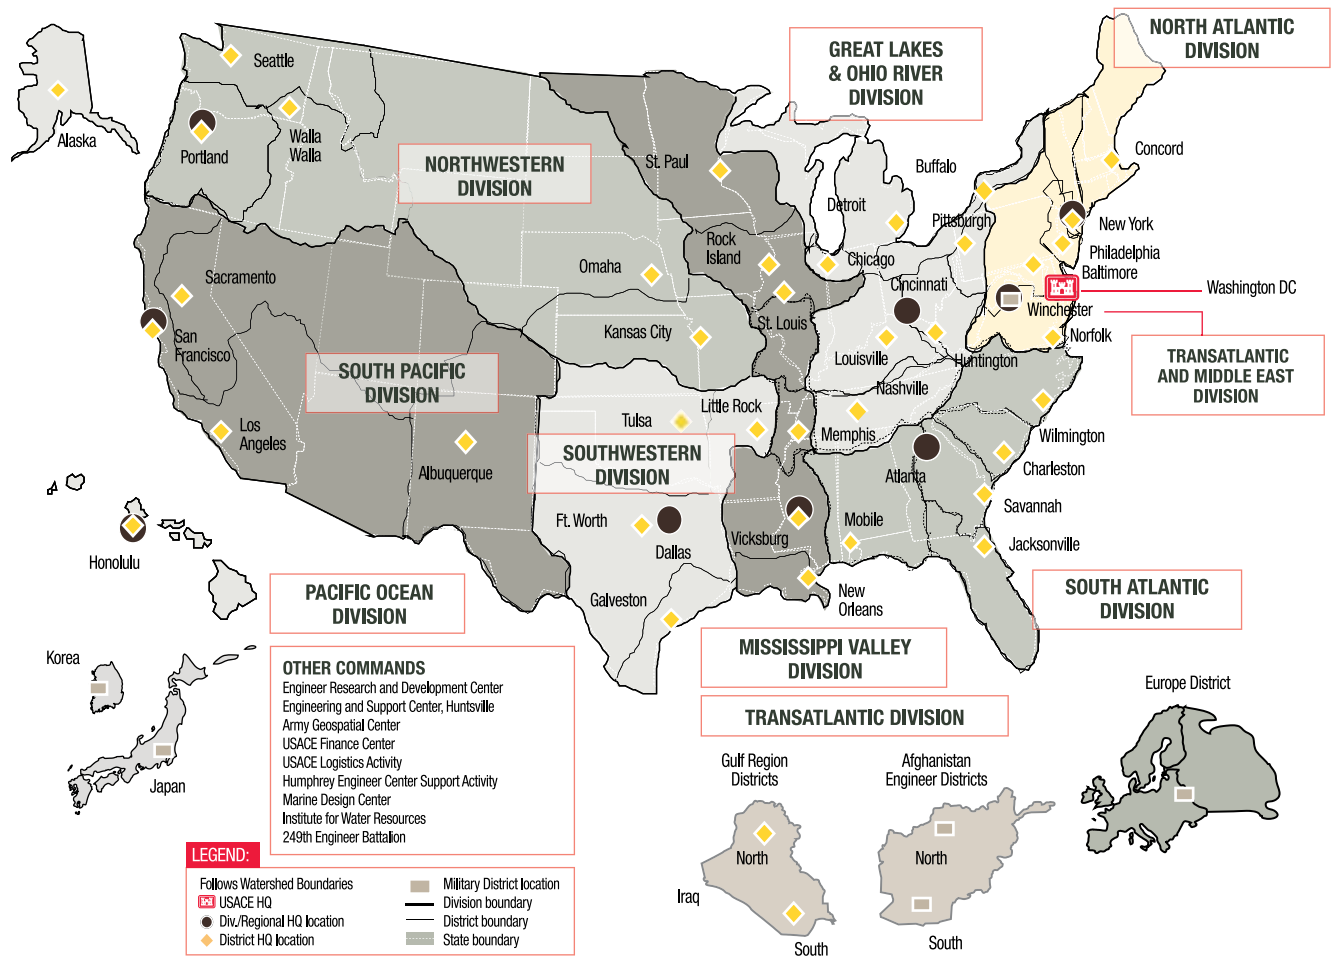 NORTH ATLANTIC
DIVISION
GREAT LAKES
& OHIO RIVER
DIVISION
Seattle
Alaska
Walla
Walla
Portland
NORTHWESTERN
DIVISION
St. Paul
Buffalo
Concord
Detroit
Pittsburgh
New York
Rock
Island
Philadelphia
Baltimore
Omaha
Chicago
Sacramento
Cincinnati
Washington DC
Winchester
San
Francisco
Kansas City
St. Louis
Norfolk
Louisville
Huntington
TRANSATLANTIC
AND MIDDLE EAST
DIVISION
SOUTH PACIFIC
DIVISION
Nashville
Little Rock
Tulsa
Los
Angeles
Memphis
Wilmington
SOUTHWESTERN
DIVISION
Albuquerque
Atlanta
Charleston
Savannah
Ft. Worth
Mobile
Vicksburg
Dallas
Jacksonville
Honolulu
PACIFIC OCEAN
DIVISION
Galveston
New
Orleans
SOUTH ATLANTIC
DIVISION
MISSISSIPPI VALLEY
DIVISION
Korea
Japan
OTHER COMMANDS
Engineer Research and Development Center
Engineering and Support Center, Huntsville
Army Geospatial Center
USACE Finance Center
USACE Logistics Activity
Humphrey Engineer Center Support Activity
Marine Design Center
Institute for Water Resources
249th Engineer Battalion
TRANSATLANTIC DIVISION
Europe District
Gulf Region
Districts
Afghanistan
Engineer Districts
North
Iraq
South
North
South
LEGEND:
Follows Watershed Boundaries
USACE HQ
Div./Regional HQ location
District HQ location
Military District location
Division boundary
District boundary
State boundary